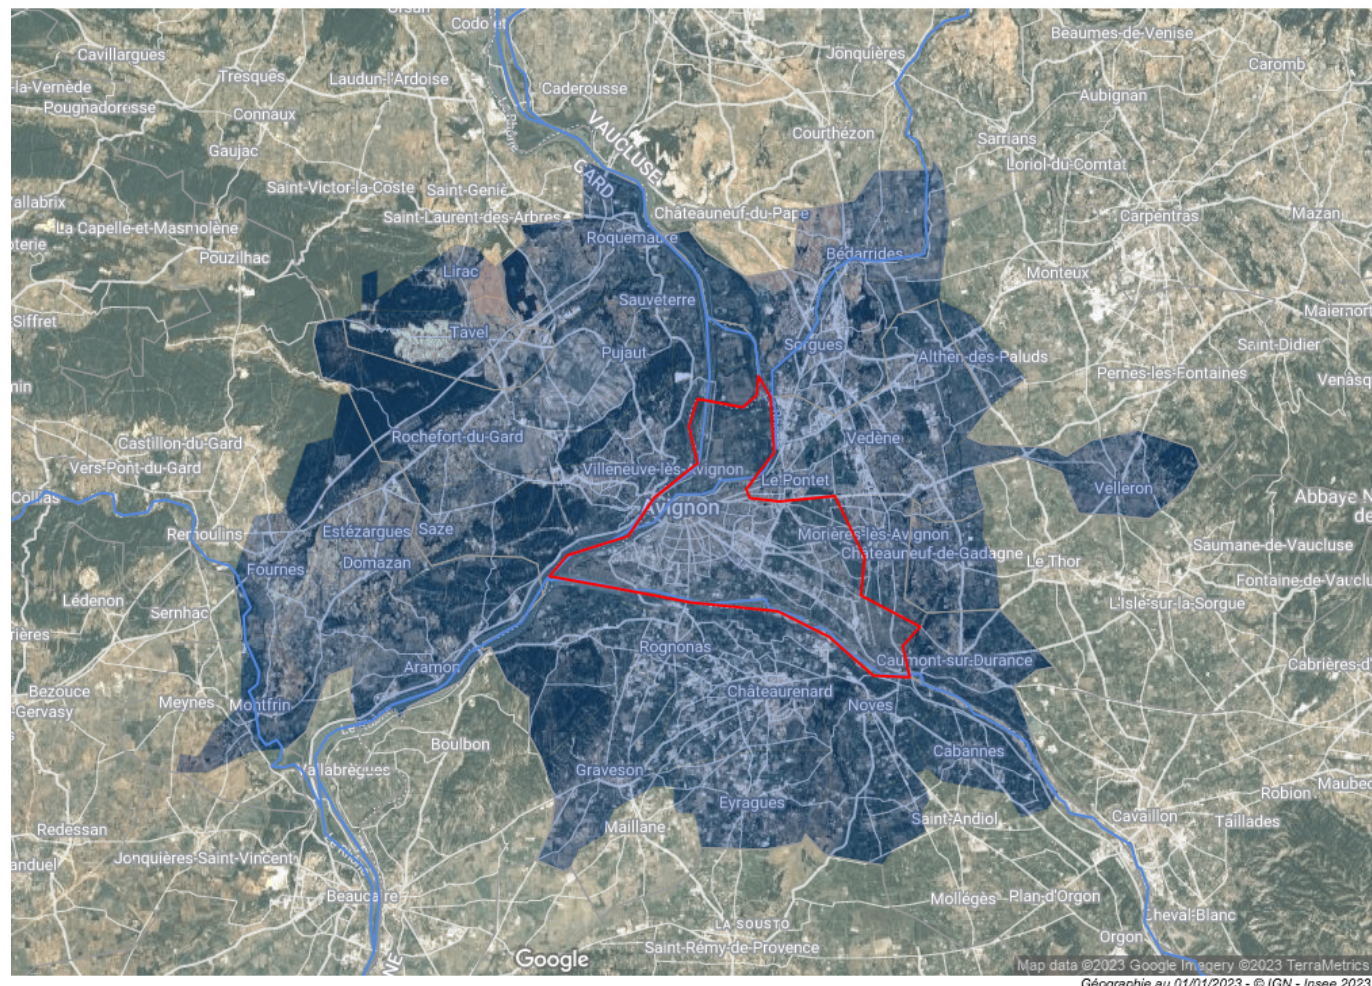 Codo et
Cavillargues
Tresques
Laudun-l'Ardoise
Jonquières
Beaumes-de-Venise
Caromb
-la-Vernède
Pougnadoresse
Connaux
Caderousse
Aubignan
VAUCLUSE
GARD
Courthézon
Sarrians
Gaujac
Loriol-du-Comtat
Saint-Victor-la-Coste
Saint-Geniè
Saint-Laurent-des-Arbres
Châteauneuf-du-Pape
Carpentras
Mazan
La Capelle-et-Masmolène
Pouzilhac
Roquemaure
Bédarrides
Lirac
Monteux
Sauveterre
Siffret
Tavel
Pujaut
Sorgues
Althen-des-Paluds
Saint-Didier
Pernes-les-Fontaines
Venasq
Castillon-du-Gard
Rochefort-du-Gard
Vedène
Vers-Pont-du-Gard
Villeneuve-lès-Avignon
Le Pontet
Velleron
Collias
Abbaye
Remoulins
Estézargues
Saze
vignon
Morières-lès-Avignon
Saumane-de-Vaucluse
Châteauneuf-de-Gadagne
Fournes
Domazan
Le Thor
Fontaine-de-Vaucl
Lédenon
Sernhac
L'Isle-sur-la-Sorgue
Rognonas
Aramon
Caumont-sur-Durance
Cabrières-d'
Bezouce
-Gervasy
Meynes
Montfrin
Châteaurenard
Noves
Boulbon
Cabannes
Vallabrègues
Graveson
Maubec
Robion
Eyragues
Redessan
Maillane
Saint-Andiol
Cavaillon
Taillades
anduel
Jonquières-Saint-Vincent
Beaucaire
Mollégès
Plan-d'Orgon
Cheval-Blanc
LA SOUSTO
Saint-Rémy-de-Provence
Orgon
Google
Map data ©2023 Google Imagery ©2023 TerraMetrics
Géographie au 01/01/2023 - © IGN - Insee 2023